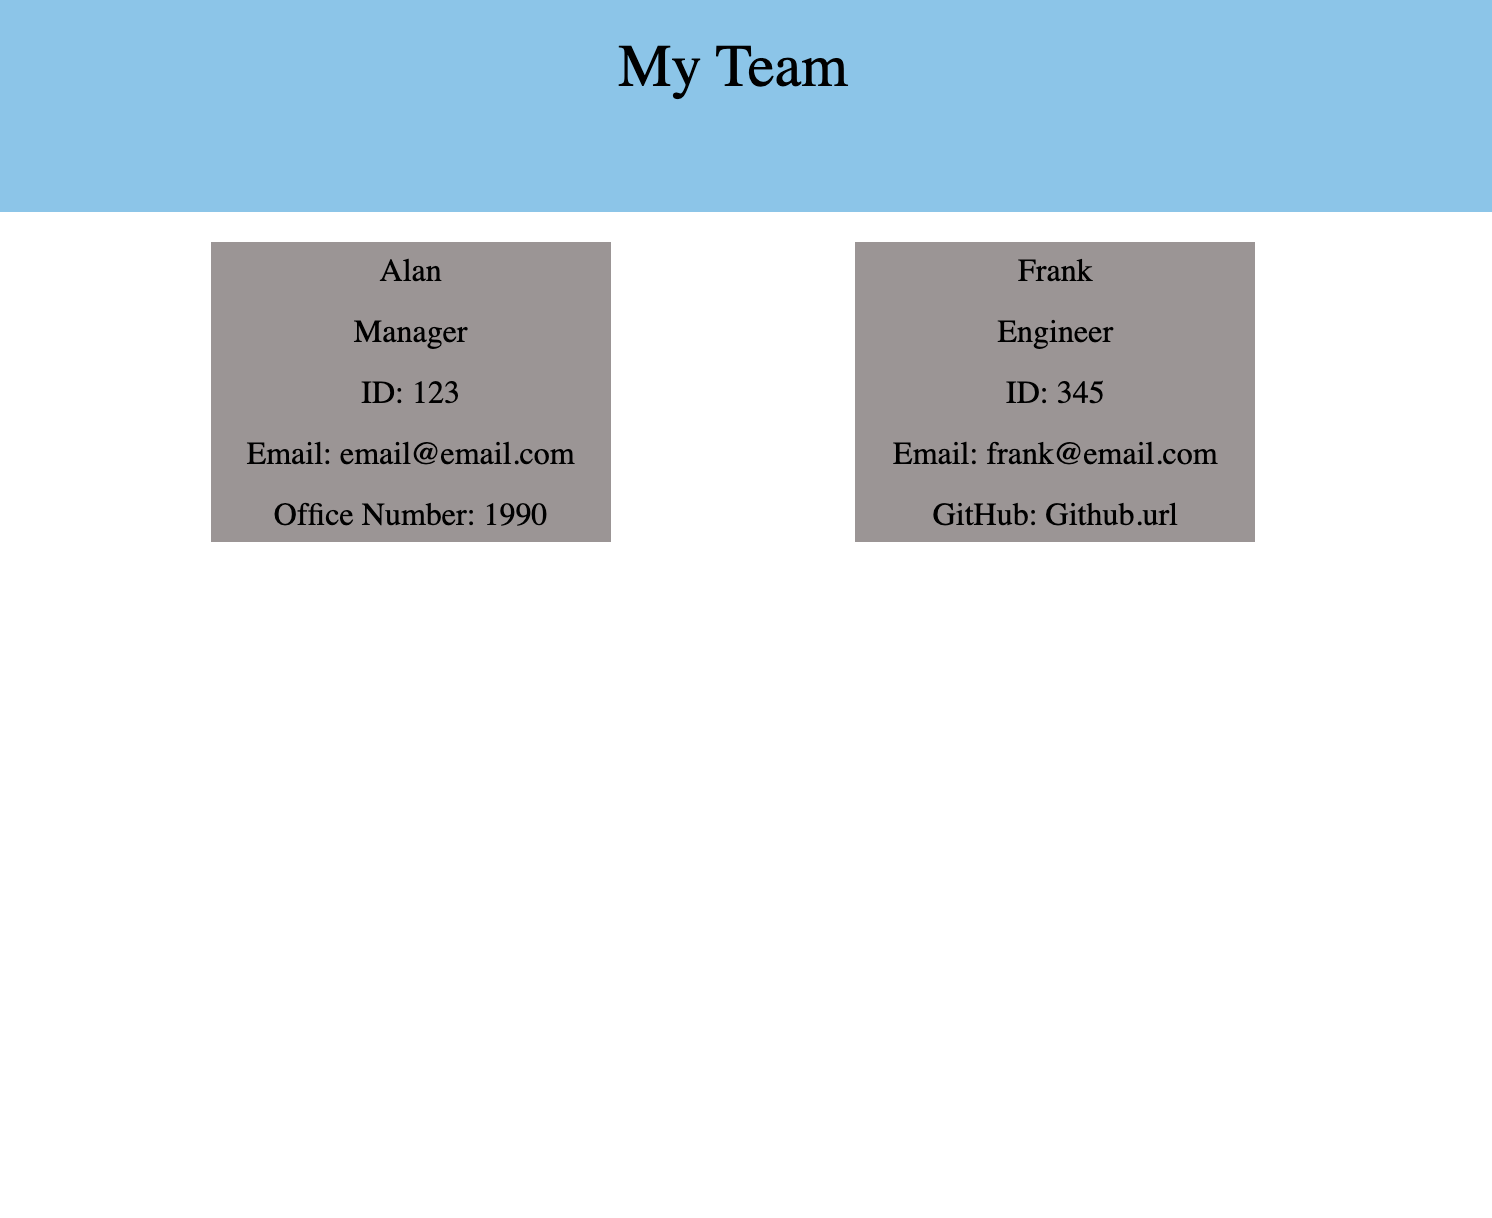 My Team
Alan
Manager
ID: 123
Email: email@email.com
Office Number: 1990
Frank
Engineer
ID: 345
Email: frank@email.com
GitHub: Github.url